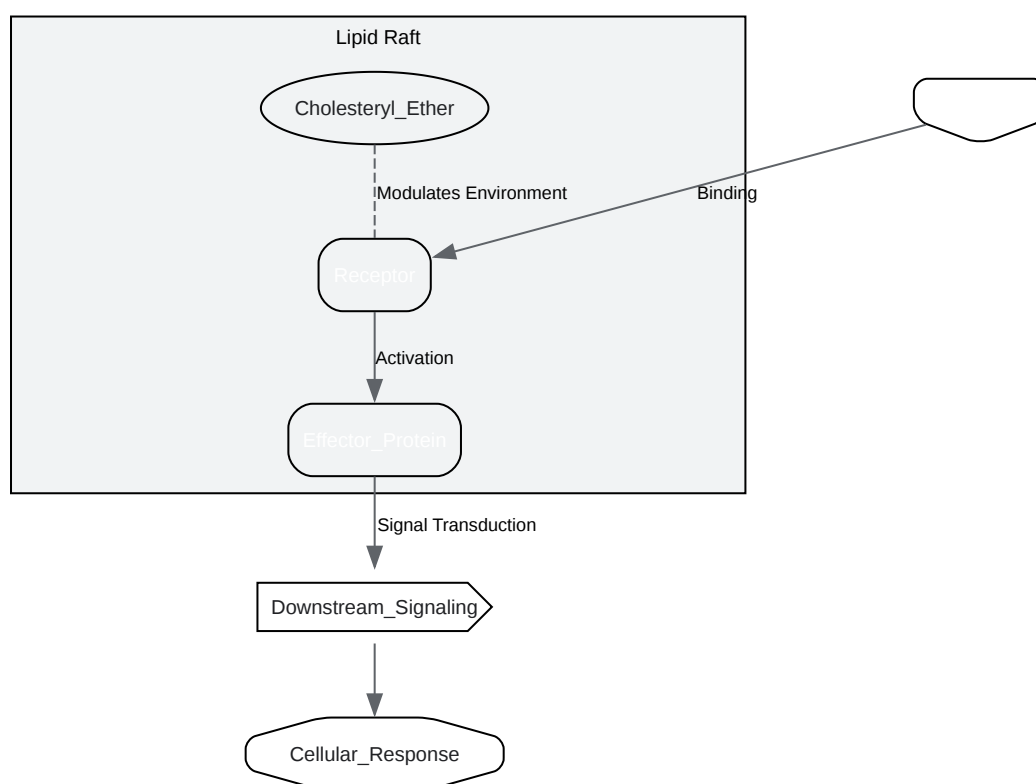 Lipid Raft
Cholesteryl_Ether
Modulates Environment
Binding
Receptor
Activation
Effector_Protein
Signal Transduction
Downstream_Signaling
Cellular_Response